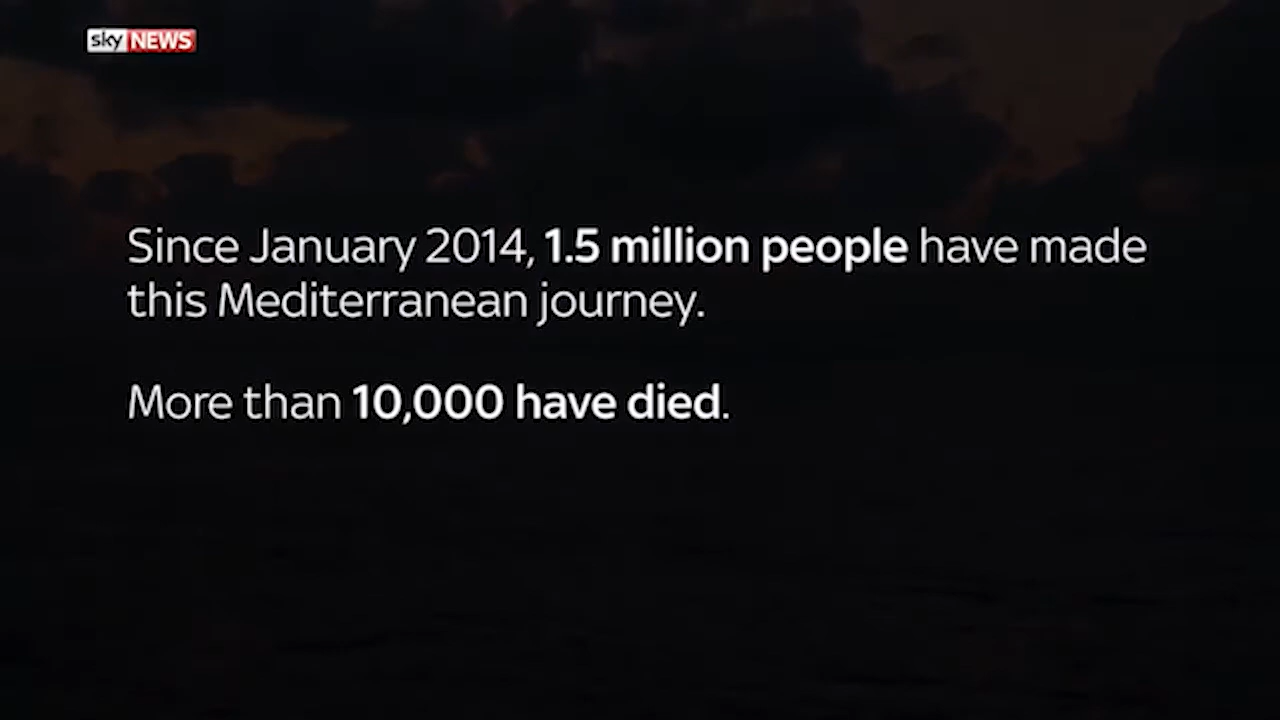 sky NEWS
Since January 2014, 1.5 million people have made
this Mediterranean journey.
More than 10,000 have died.